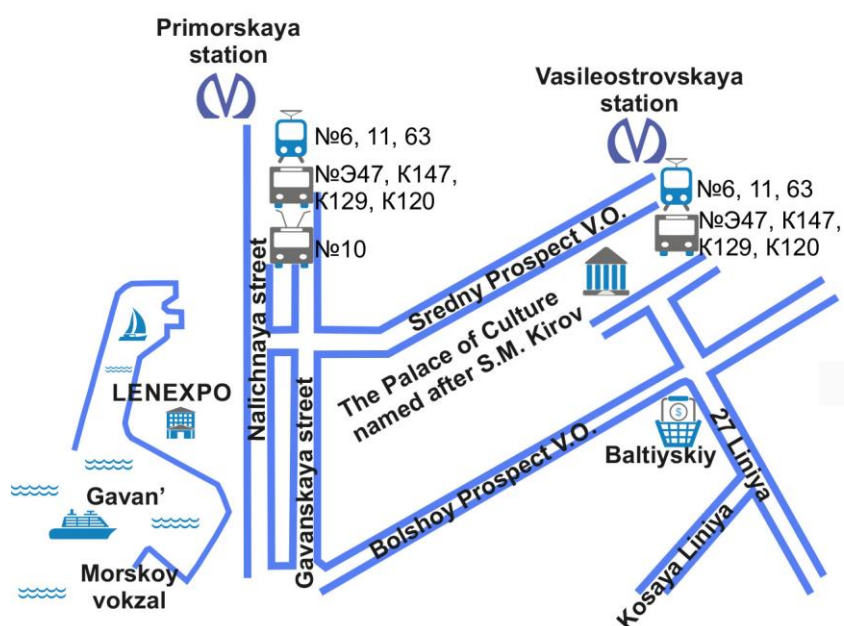 Primorskaya
station
Vasileostrovskaya
station
№6, 11, 63
№Э47, К147,
К129, К120
№10
№6, 11, 63
№Э47, К147,
К129, К120
Nalichnaya street
Sredny Prospect V.O.
The Palace of Culture
named after S.M. Kirov
LENEXPO
Gavanskaya street
Bolshoy Prospect V.O.
27 Liniya
Baltiyskiy
Gavan’
Kosaya Liniya
Morskoy
vokzal
$